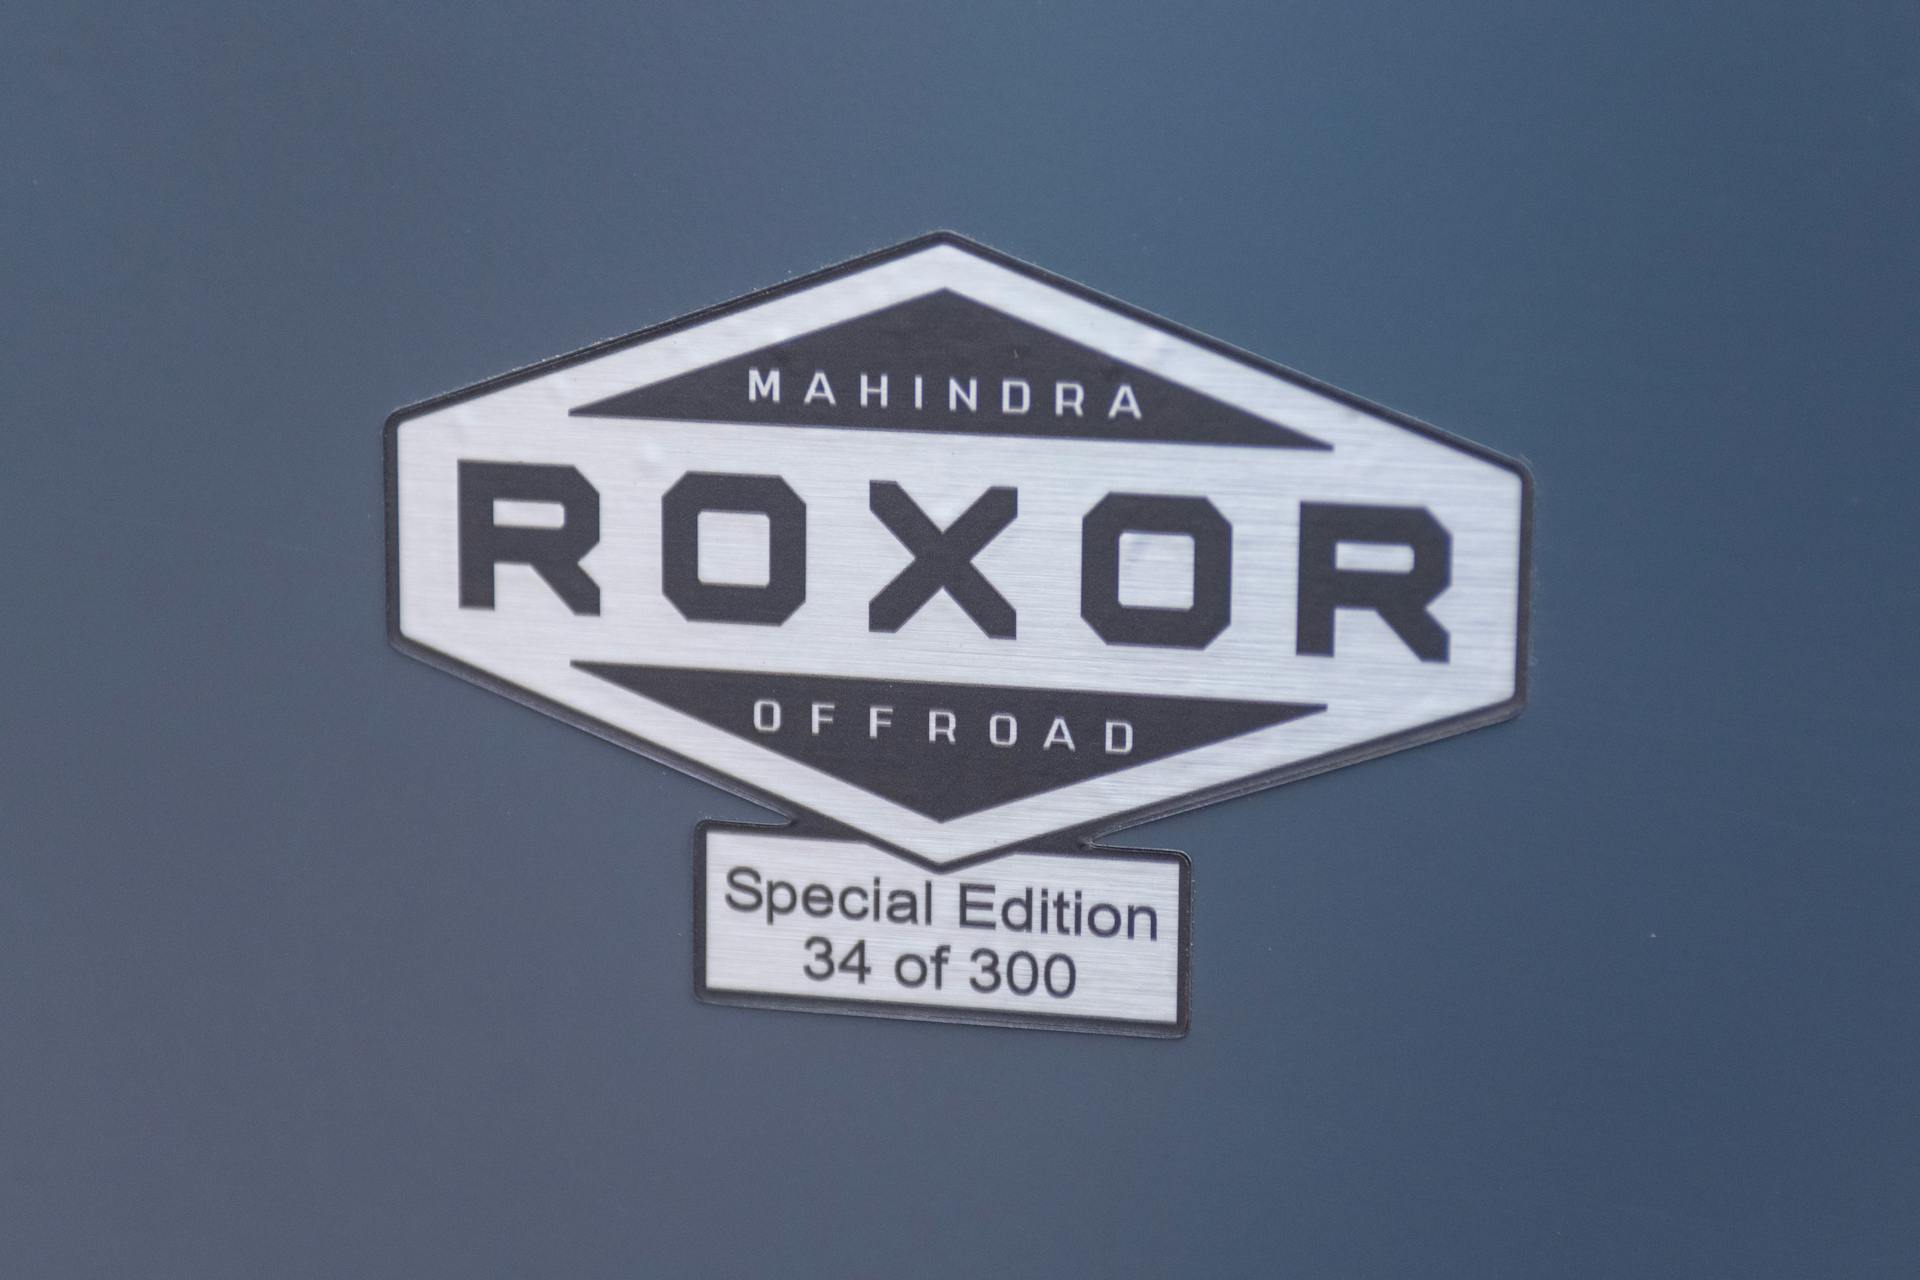 MAHINDRA
ROXOR
OFFROAD
Special Edition
34 of 300